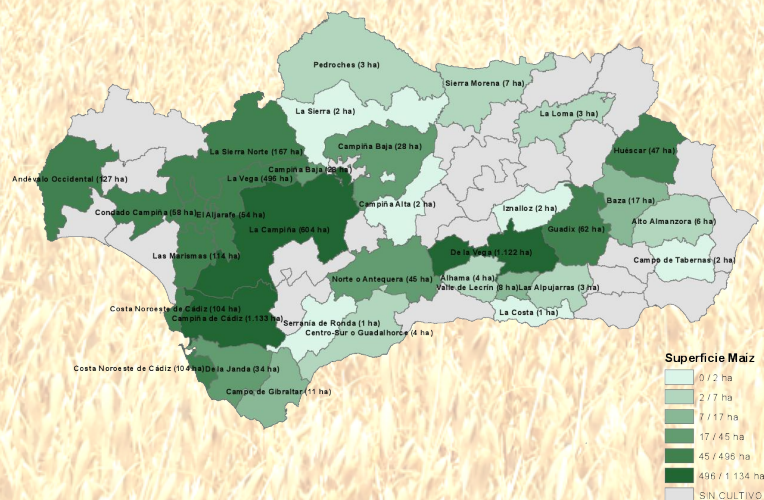 Pedroches (3 ha)
Sierra Morena (7 ha)
La Sierra (2 ha)
La Loma (3 ha)
Campiña Baja (28 ha)
La Sierra Norte (167 ha)
Huéscar (47 ha)
Campiña Baja (28 ha)
La Vega (496 ha)
Andévalo Occidental (127 ha)
Baza (17 ha)
Campiña Alta (2 ha)
Iznalloz (2 ha)
Condado Campiña (58 ha)
El Aljarafe (54 ha)
Alto Almanzora (6 ha)
La Campiña (604 ha)
Guadix (62 ha)
De la Vega (1.122 ha)
Las Marismas (114 ha)
Campo de Tabernas (2 ha)
Norte o Antequera (45 ha)
Alhama (4 ha)
Valle de Lecrín (8 ha)
Las Alpujarras (3 ha)
Costa Noroeste de Cádiz (104 ha)
La Costa (1 ha)
Campiña de Cádiz (1.133 ha)
Serranía de Ronda (1 ha)
Centro-Sur o Guadalhorce (4 ha)
Costa Noroeste de Cádiz (104 ha)
De la Janda (34 ha)
Campo de Gibraltar (11 ha)
Superficie Maiz
0 / 2 ha
2 / 7 ha
7 / 17 ha
17 / 45 ha
45 / 496 ha
496 / 1.134 ha
SIN CULTIVO